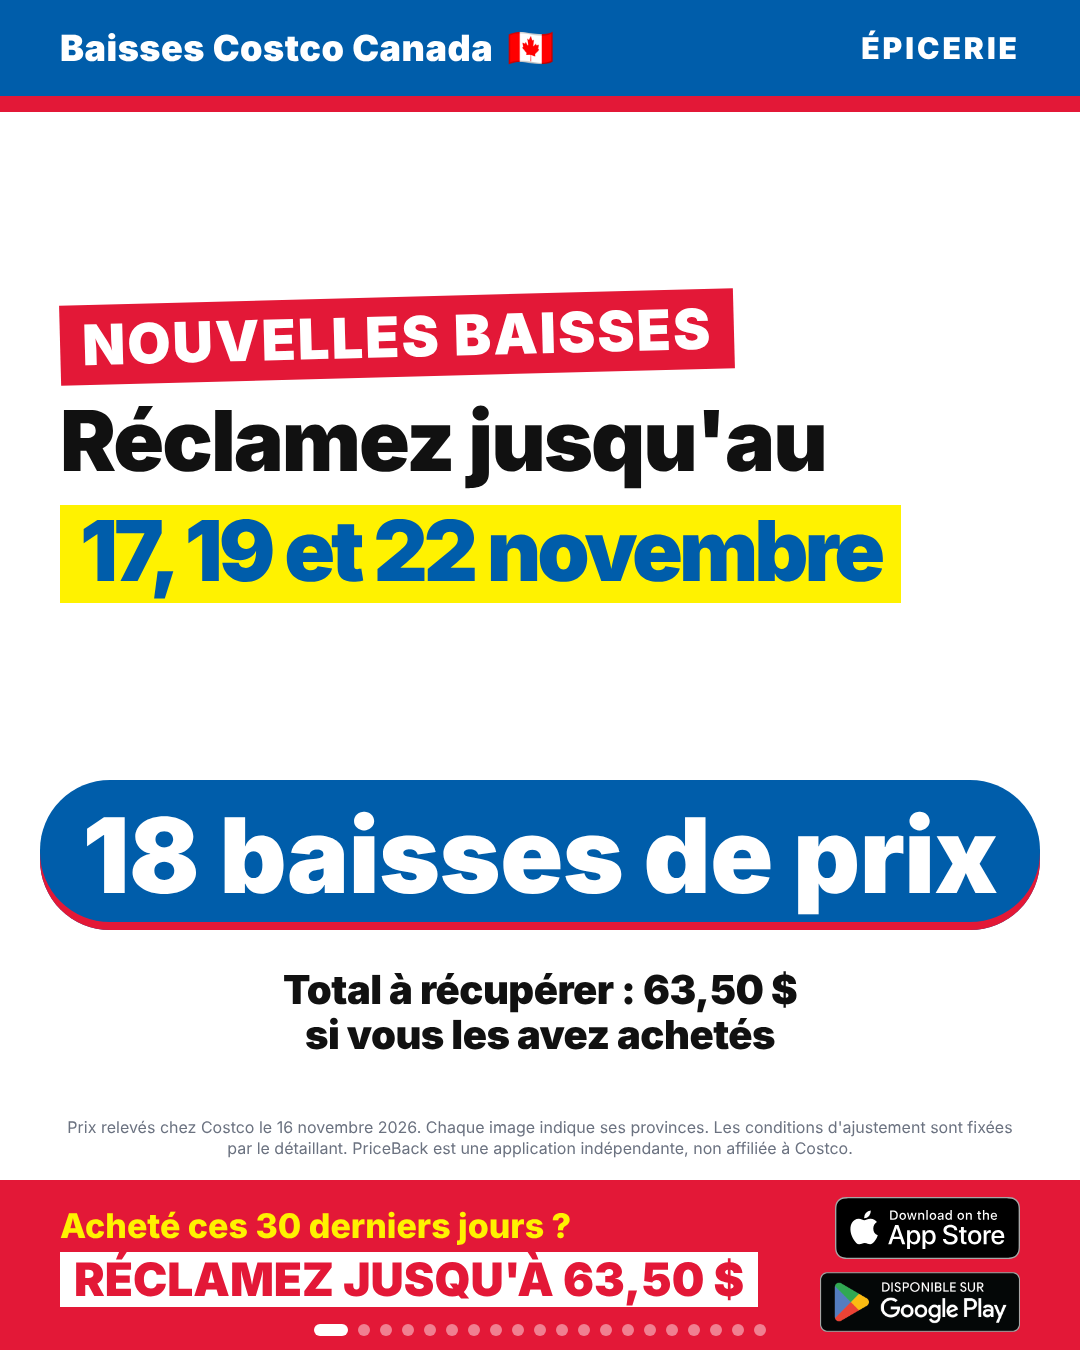 Baisses Costco Canada 🇨🇦
ÉPICERIE
NOUVELLES BAISSES
Réclamez jusqu'au
17, 19 et 22 novembre
18 baisses de prix
Total à récupérer : 63,50 $
si vous les avez achetés
Prix relevés chez Costco le 16 novembre 2026. Chaque image indique ses provinces. Les conditions d'ajustement sont fixées
par le détaillant. PriceBack est une application indépendante, non affiliée à Costco.
Acheté ces 30 derniers jours ?
RÉCLAMEZ JUSQU'À 63,50 $
Download on the
App Store
DISPONIBLE SUR
Google Play